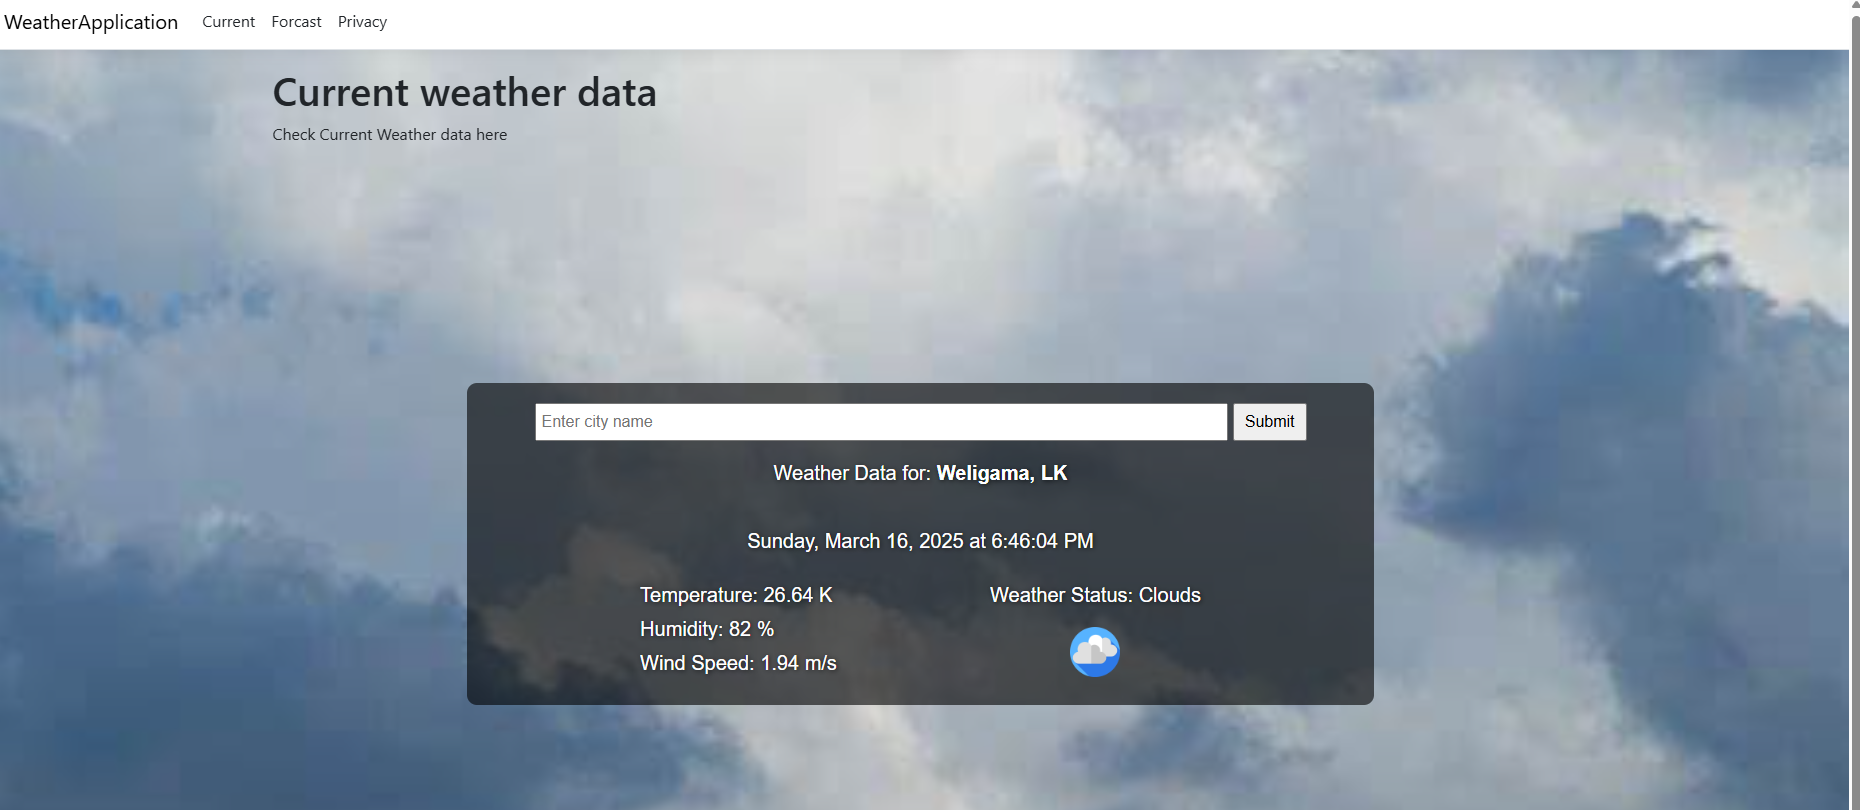 WeatherApplication Current Forcast Privacy
Current weather data
Check Current Weather data here
Enter city name Submit
Weather Data for: Weligama, LK
Sunday, March 16, 2025 at 6:46:04 PM
Temperature: 26.64 K
Humidity: 82 %
Wind Speed: 1.94 m/s
Weather Status: Clouds